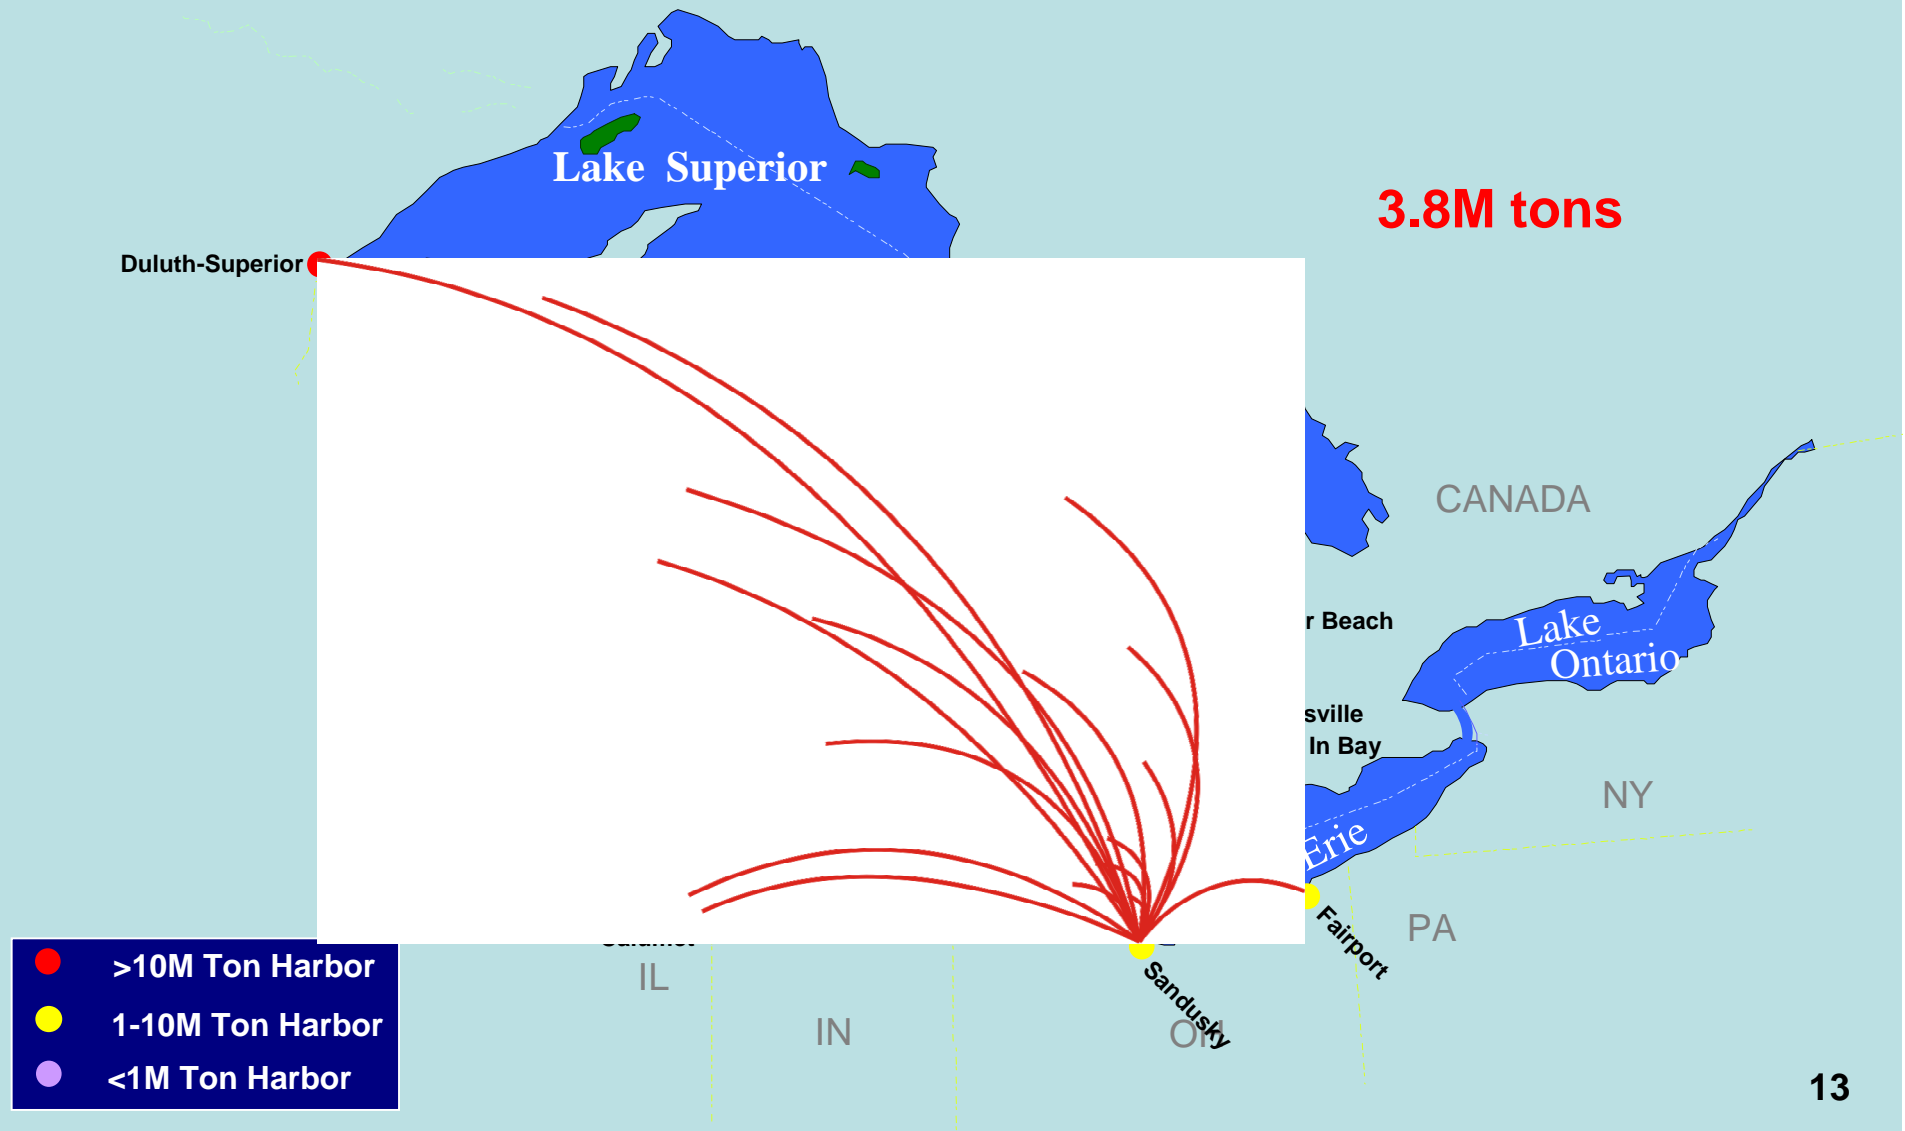 Lake Superior
3.8M tons
Duluth-Superior
CANADA
r Beach
Lake
Ontario
sville
In Bay
NY
Erie
Fairport
PA
IL
Sandusky
IN
OH
>10M Ton Harbor
1-10M Ton Harbor
<1M Ton Harbor
13